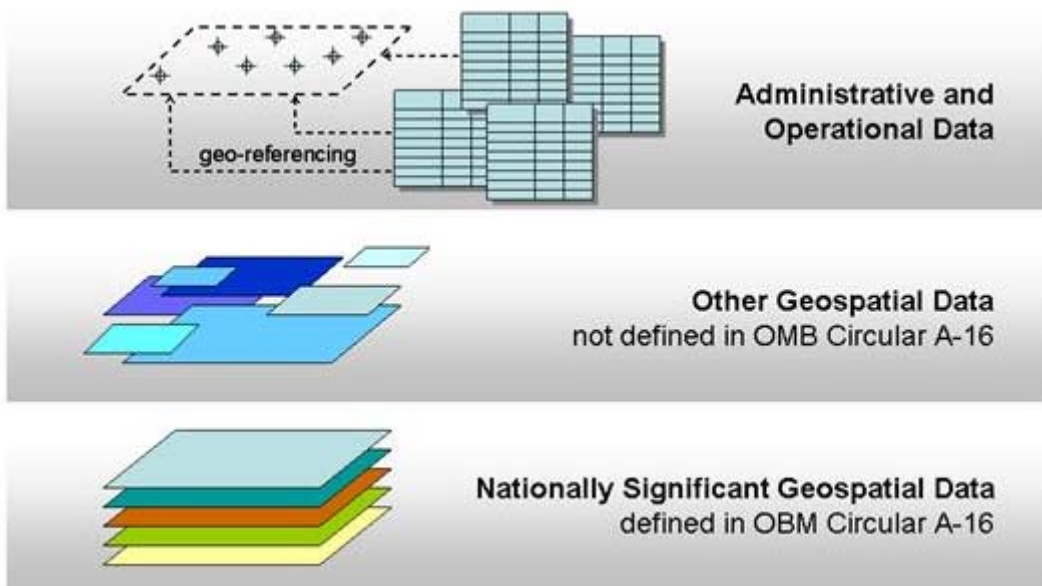 geo-referencing
Administrative and
Operational Data
Other Geospatial Data
not defined in OMB Circular A-16
Nationally Significant Geospatial Data
defined in OBM Circular A-16